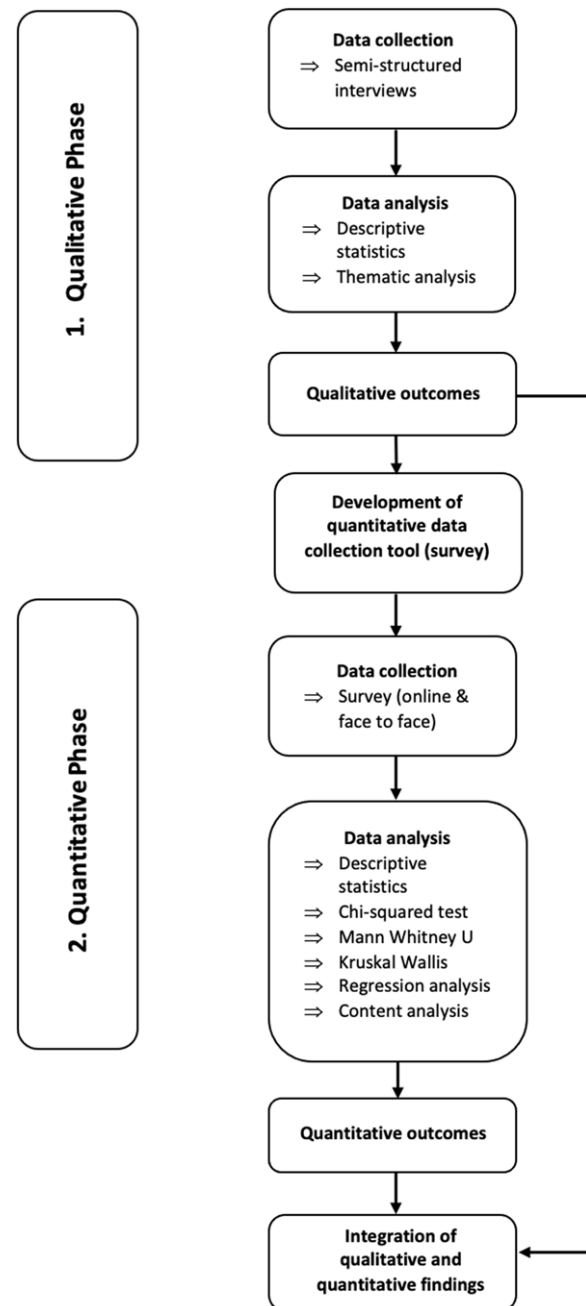 1. Qualitative Phase
Data collection
⇒ Semi-structured
interviews
Data analysis
⇒ Descriptive
statistics
⇒ Thematic analysis
Qualitative outcomes
Development of
quantitative data
collection tool (survey)
2. Quantitative Phase
Data collection
⇒ Survey (online &
face to face)
Data analysis
⇒ Descriptive
statistics
⇒ Chi-squared test
⇒ Mann Whitney U
⇒ Kruskal Wallis
⇒ Regression analysis
⇒ Content analysis
Quantitative outcomes
Integration of
qualitative and
quantitative findings